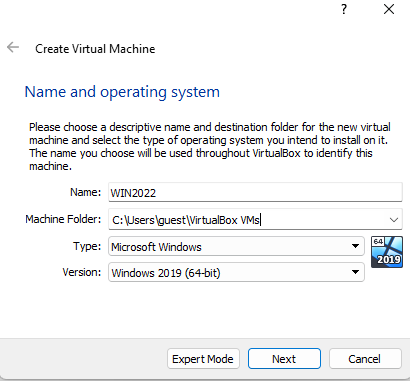 ?
Create Virtual Machine
Name and operating system
Please choose a descriptive name and destination folder for the new virtual
machine and select the type of operating system you intend to install on it.
The name you choose will be used throughout VirtualBox to identify this
machine.
Name: WIN2022
Machine Folder: C:\Users\guest\VirtualBox VMs
Type: Microsoft Windows
64
Version: Windows 2019 (64-bit)
2019
Expert Mode Next Cancel